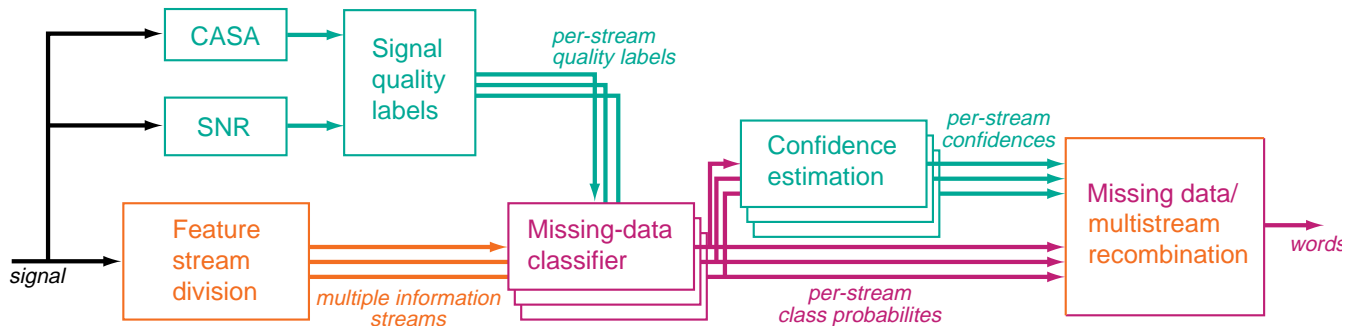 CASA
Signal
quality
labels
per-stream
quality labels
SNR
per-stream
confidences
Confidence
estimation
Missing data/
multistream
recombination
Feature
stream
division
Missing-data
classifier
signal
words
multiple information
streams
per-stream
class probabilites